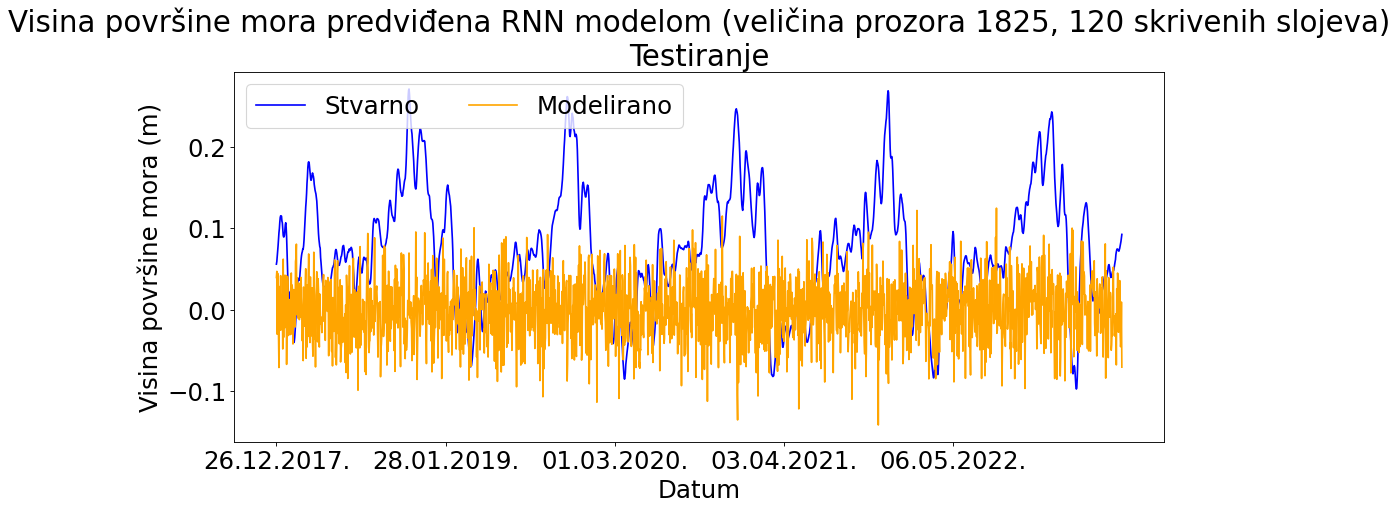 Visina površine mora predviđena RNN modelom (veličina prozora 1825, 120 skrivenih slojeva)
Testiranje
Stvarno
Modelirano
Visina površine mora (m)
0.2
0.1
0.0
−0.1
26.12.2017.
28.01.2019.
01.03.2020.
03.04.2021.
06.05.2022.
Datum